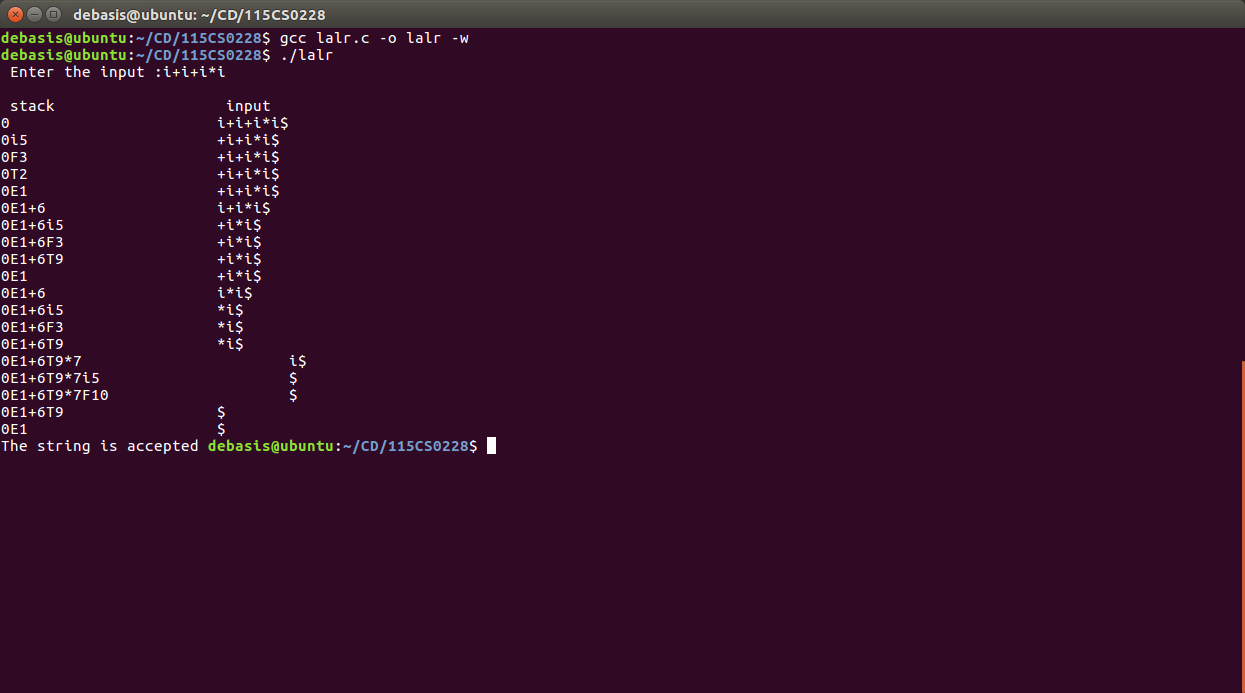 debasis@ubuntu: ~/CD/115CS0228
debasis@ubuntu:~/CD/115CS0228$ gcc lalr.c -o lalr -w
debasis@ubuntu:~/CD/115CS0228$ ./lalr
Enter the input :i+i+i*i
stack input
0 i+i+i*i$
0i5 +i+i*i$
0F3 +i+i*i$
0T2 +i+i*i$
0E1 +i+i*i$
0E1+6 i+i*i$
0E1+6i5 +i*i$
0E1+6F3 +i*i$
0E1+6T9 +i*i$
0E1 +i*i$
0E1+6 i*i$
0E1+6i5 *i$
0E1+6F3 *i$
0E1+6T9 *i$
0E1+6T9*7 i$
0E1+6T9*7i5 $
0E1+6T9*7F10 $
0E1+6T9 $
0E1 $
The string is accepted debasis@ubuntu:~/CD/115CS0228$